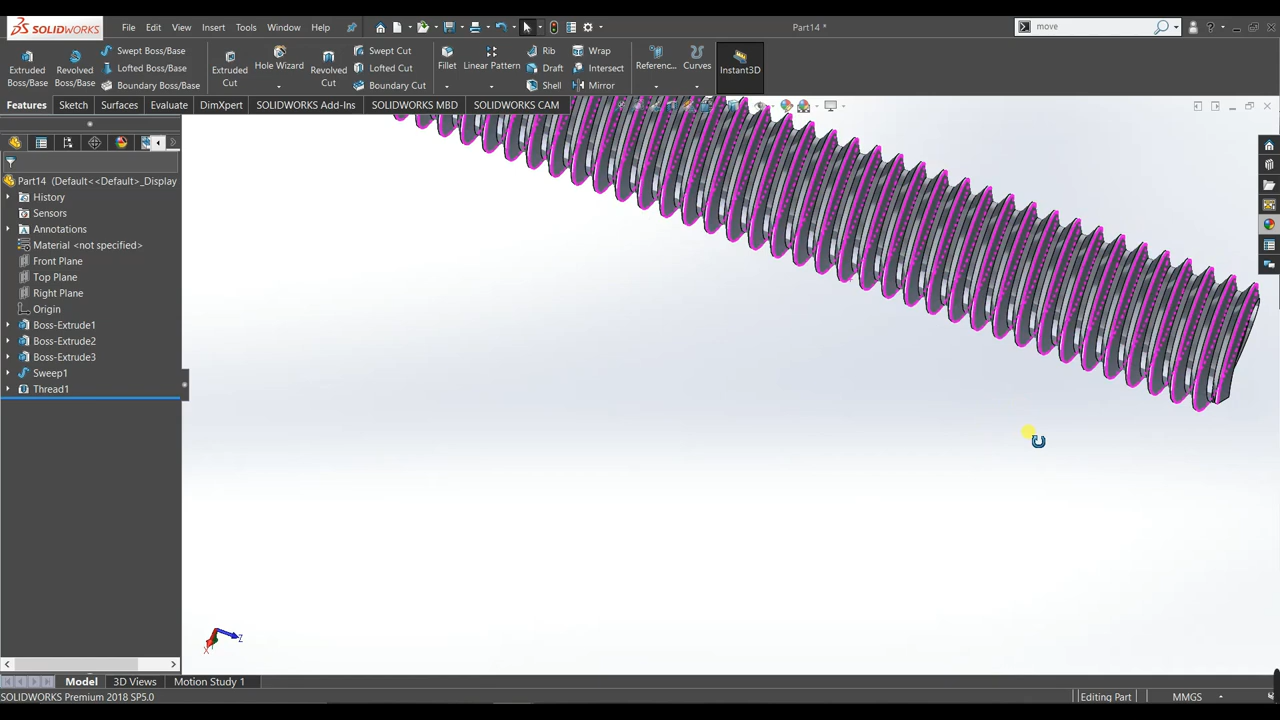 SOLIDWORKS File Edit View Insert Tools Window Help Part14 * move
Extruded Boss/Base Revolved Boss/Base Swept Boss/Base Lofted Boss/Base Boundary Boss/Base Extruded Cut Hole Wizard Revolved Cut Swept Cut Lofted Cut Boundary Cut Fillet Linear Pattern Rib Draft Shell Wrap Intersect Mirror Referenc... Curves Instant3D
Features Sketch Surfaces Evaluate DimXpert SOLIDWORKS Add-Ins SOLIDWORKS MBD SOLIDWORKS CAM
Part14 (Default<<Default>_Display
History
Sensors
Annotations
Material <not specified>
Front Plane
Top Plane
Right Plane
Origin
Boss-Extrude1
Boss-Extrude2
Boss-Extrude3
Sweep1
Thread1
Z
X
Model 3D Views Motion Study 1
SOLIDWORKS Premium 2018 SP5.0 Editing Part MMGS